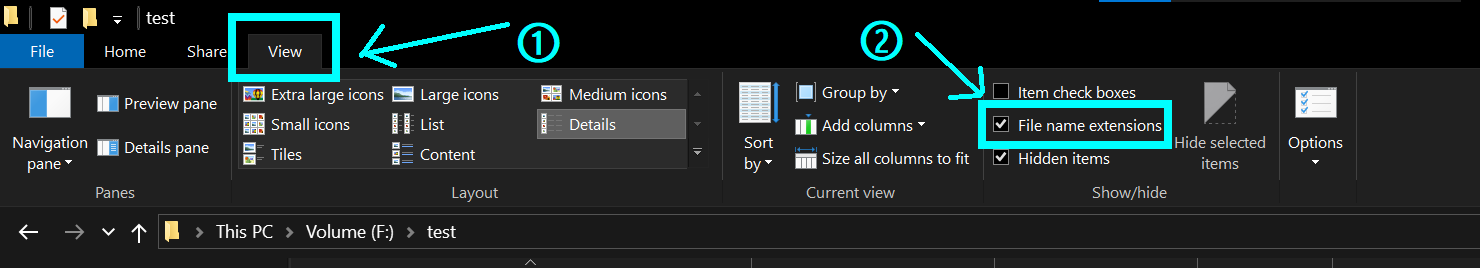 test
①
File Home Share View
②
Navigation pane
Preview pane
Details pane
Panes
Extra large icons Large icons Medium icons
Small icons List Details
Tiles Content
Layout
Sort by
Group by
Add columns
Size all columns to fit
Current view
Item check boxes
File name extensions
Hidden items
Hide selected
items
Show/hide
Options
This PC > Volume (F:) > test